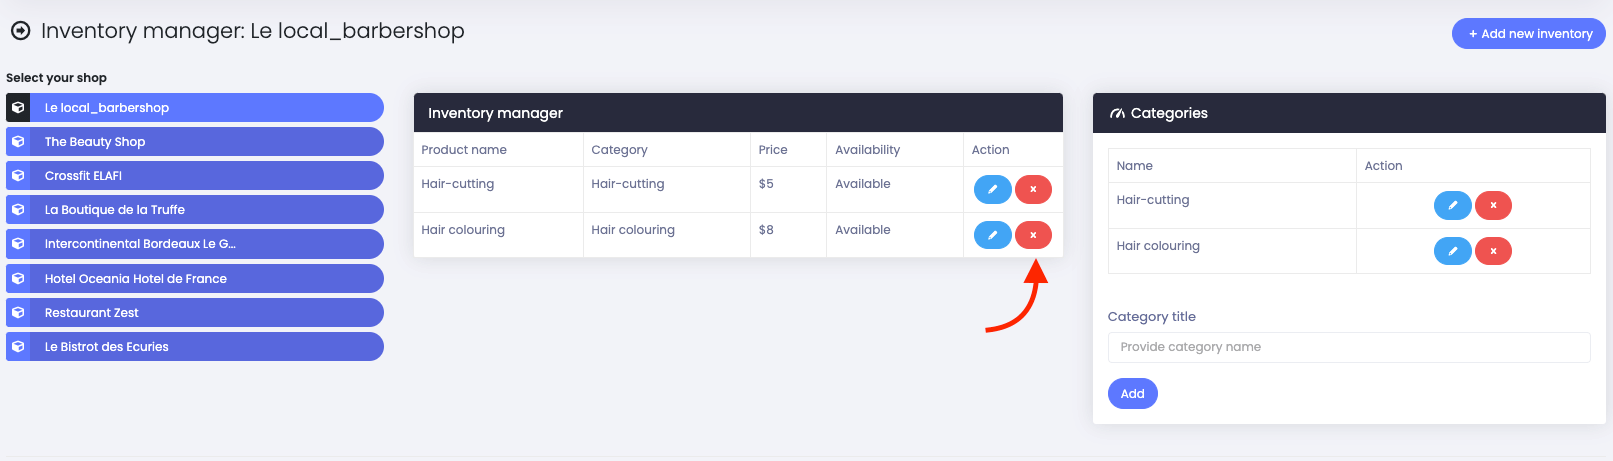 Inventory manager: Le local_barbershop
+ Add new inventory
Select your shop
Le local_barbershop
The Beauty Shop
Crossfit ELAFI
La Boutique de la Truffe
Intercontinental Bordeaux Le G...
Hotel Oceania Hotel de France
Restaurant Zest
Le Bistrot des Ecuries
Inventory manager
Product name Category Price Availability Action
Hair-cutting Hair-cutting $5 Available
Hair colouring Hair colouring $8 Available
Categories
Name Action
Hair-cutting
Hair colouring
Category title
Provide category name
Add